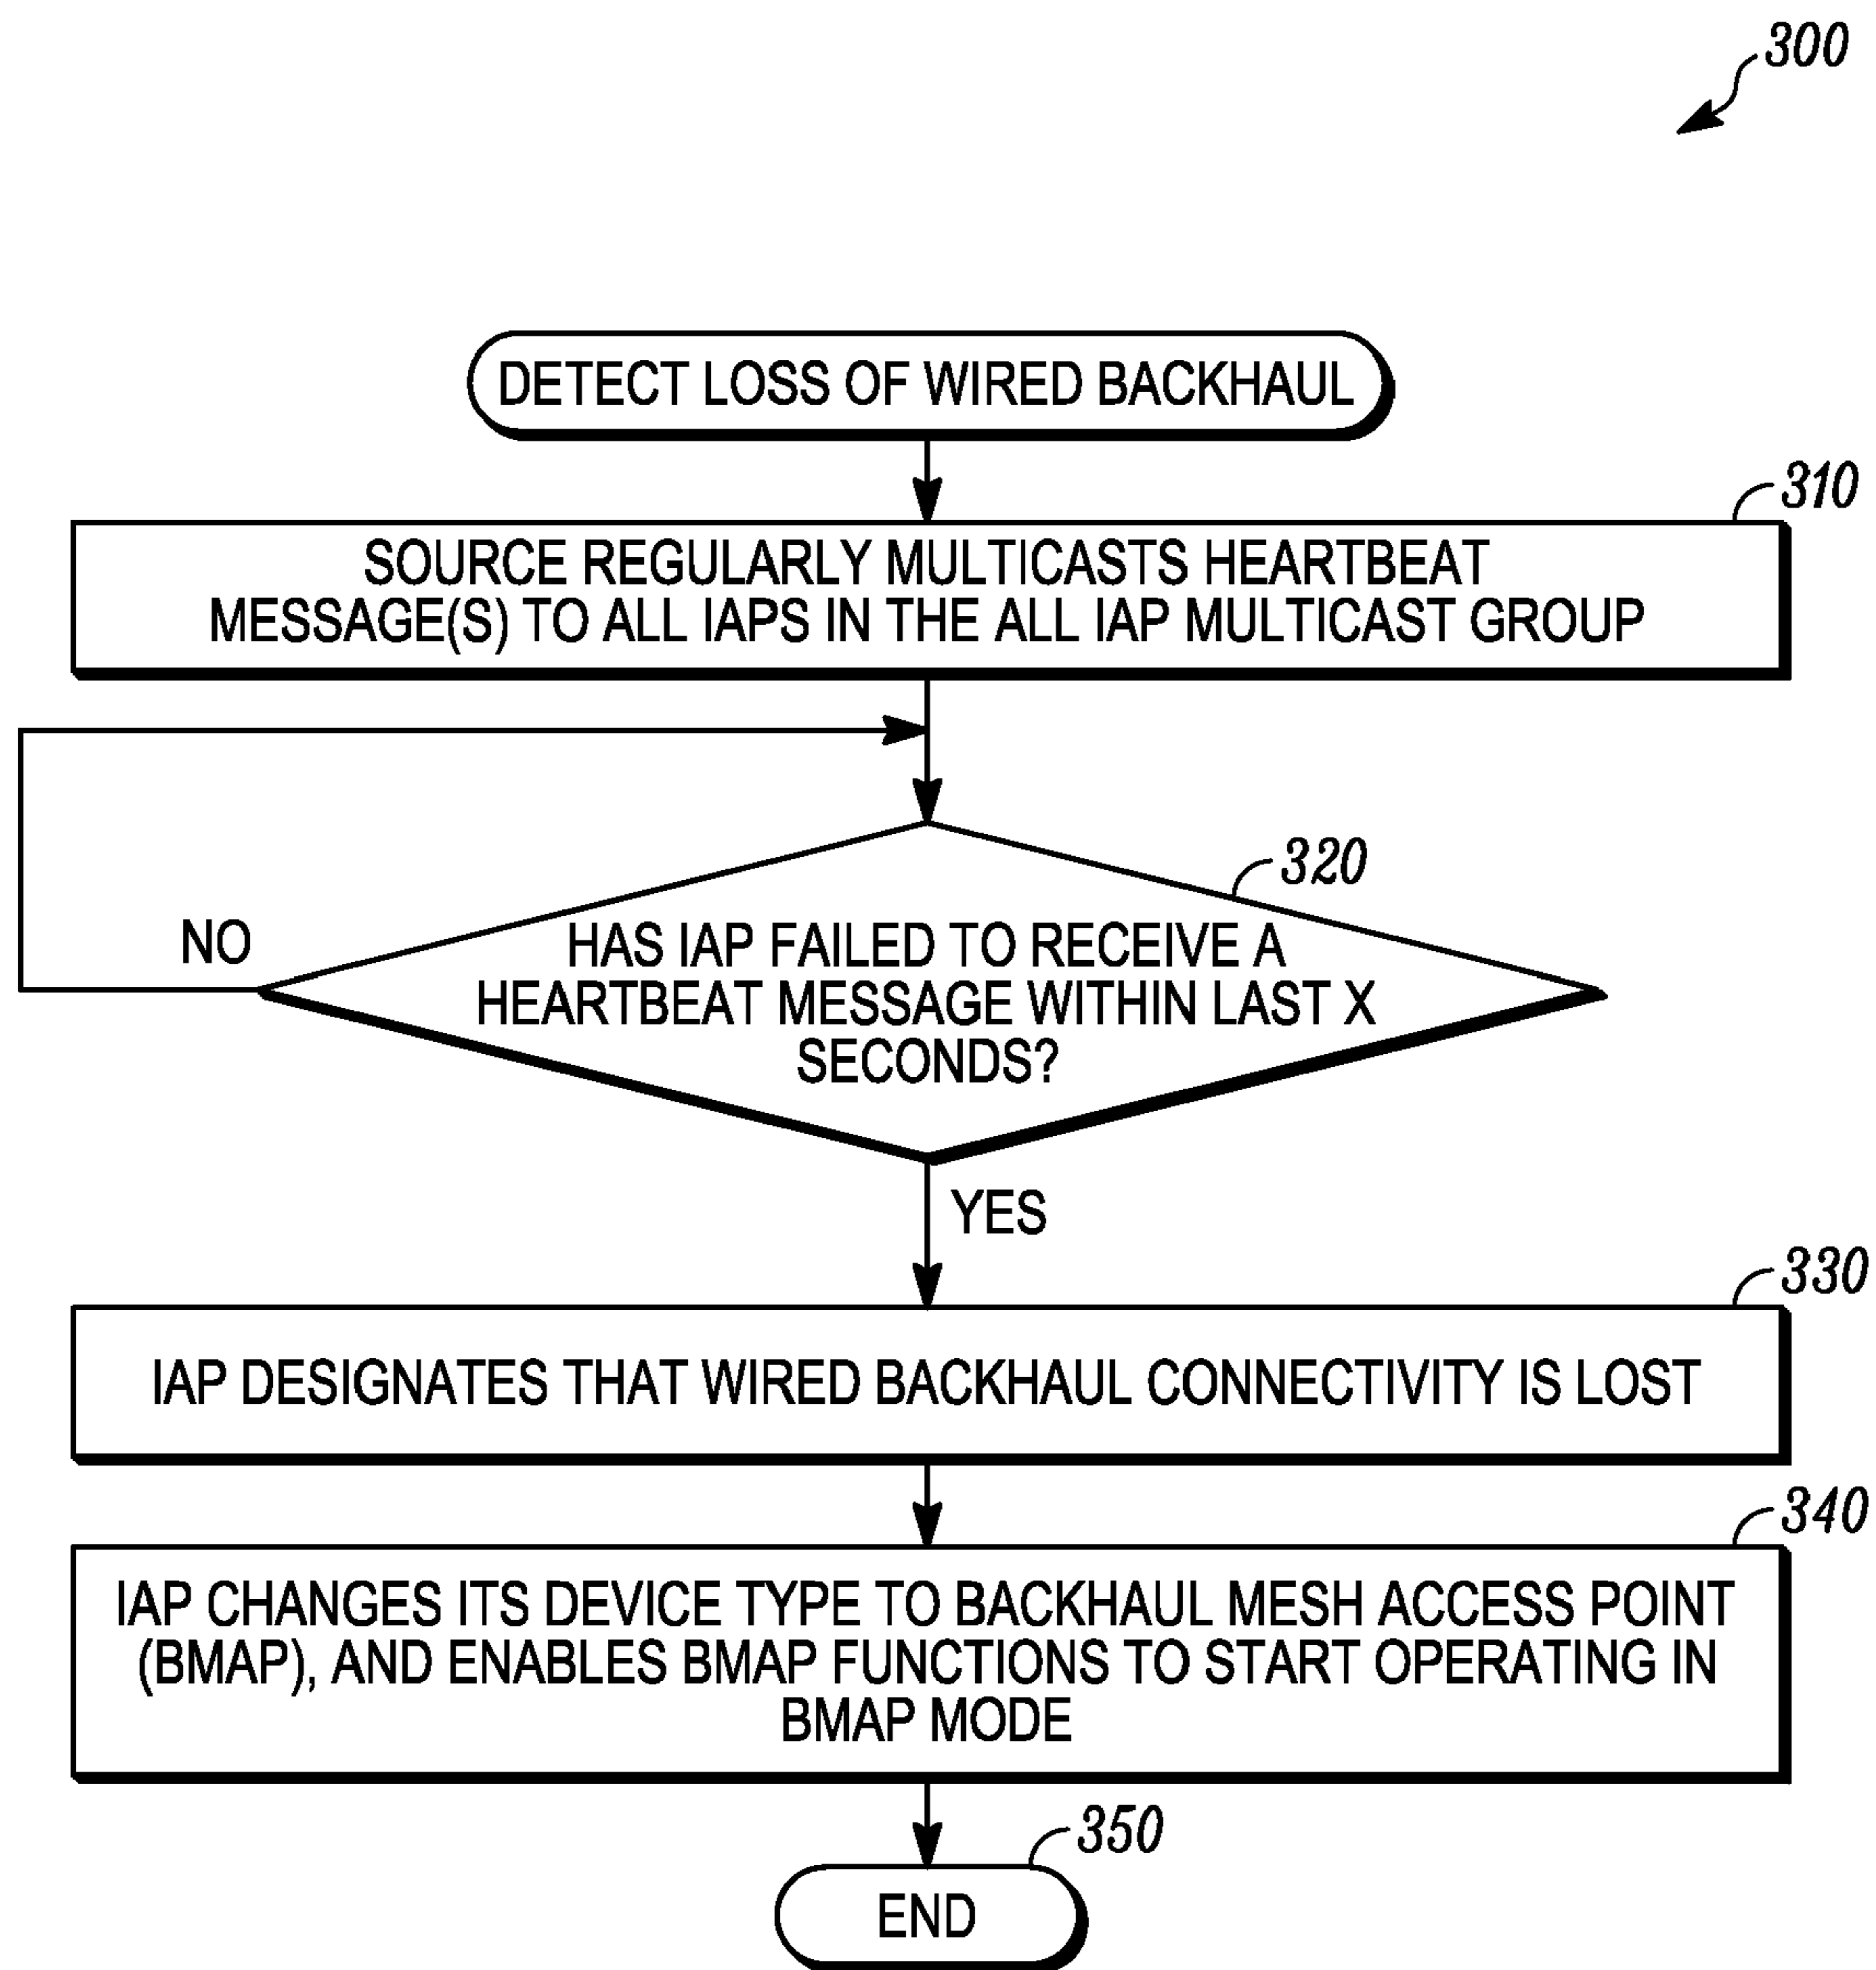 300
DETECT LOSS OF WIRED BACKHAUL
310
SOURCE REGULARLY MULTICASTS HEARTBEAT
MESSAGE(S) TO ALL IAPS IN THE ALL IAP MULTICAST GROUP
320
NO
HAS IAP FAILED TO RECEIVE A
HEARTBEAT MESSAGE WITHIN LAST X
SECONDS?
YES
330
IAP DESIGNATES THAT WIRED BACKHAUL CONNECTIVITY IS LOST
340
IAP CHANGES ITS DEVICE TYPE TO BACKHAUL MESH ACCESS POINT
(BMAP), AND ENABLES BMAP FUNCTIONS TO START OPERATING IN
BMAP MODE
350
END